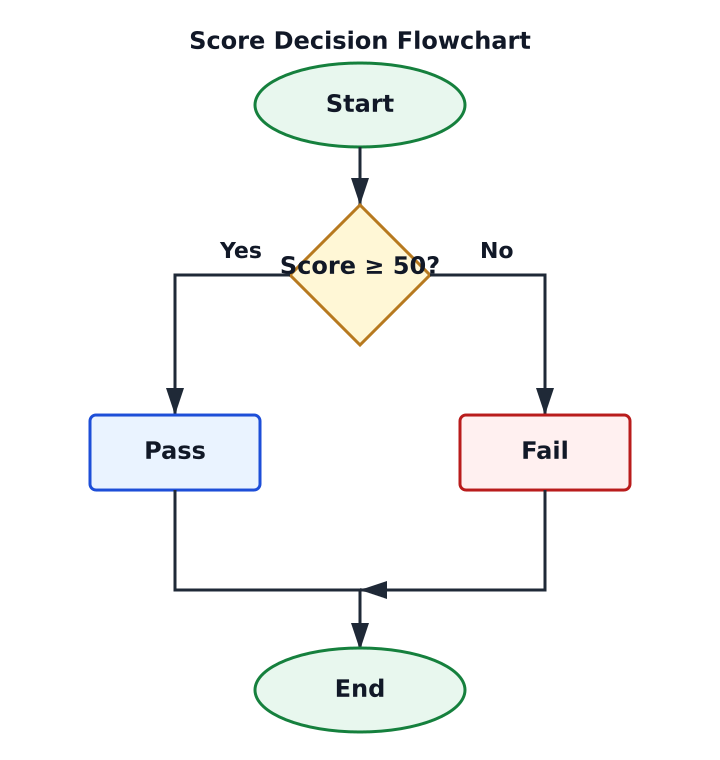 Score Decision Flowchart
Start
Score ≥ 50?
Yes
No
Pass
Fail
End